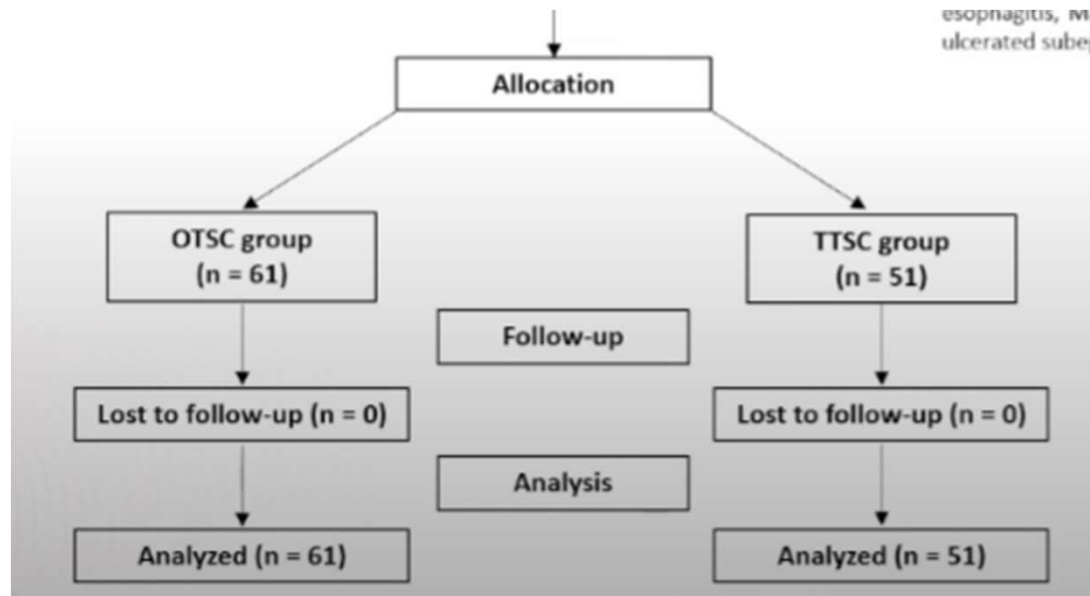 esophagitis,
ulcerated
Allocation
OTSC group
(n = 61)
TTSC group
(n = 51)
Follow-up
Lost to follow-up (n = 0)
Lost to follow-up (n = 0)
Analysis
Analyzed (n = 61)
Analyzed (n = 51)